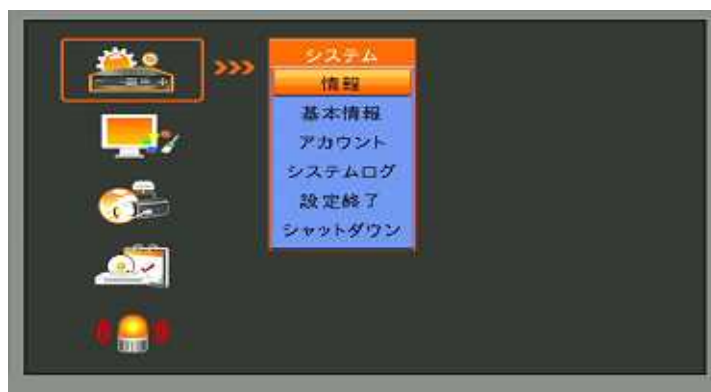 システム
情報
基本情報
アカウント
システムログ
設定終了
シャットダウン